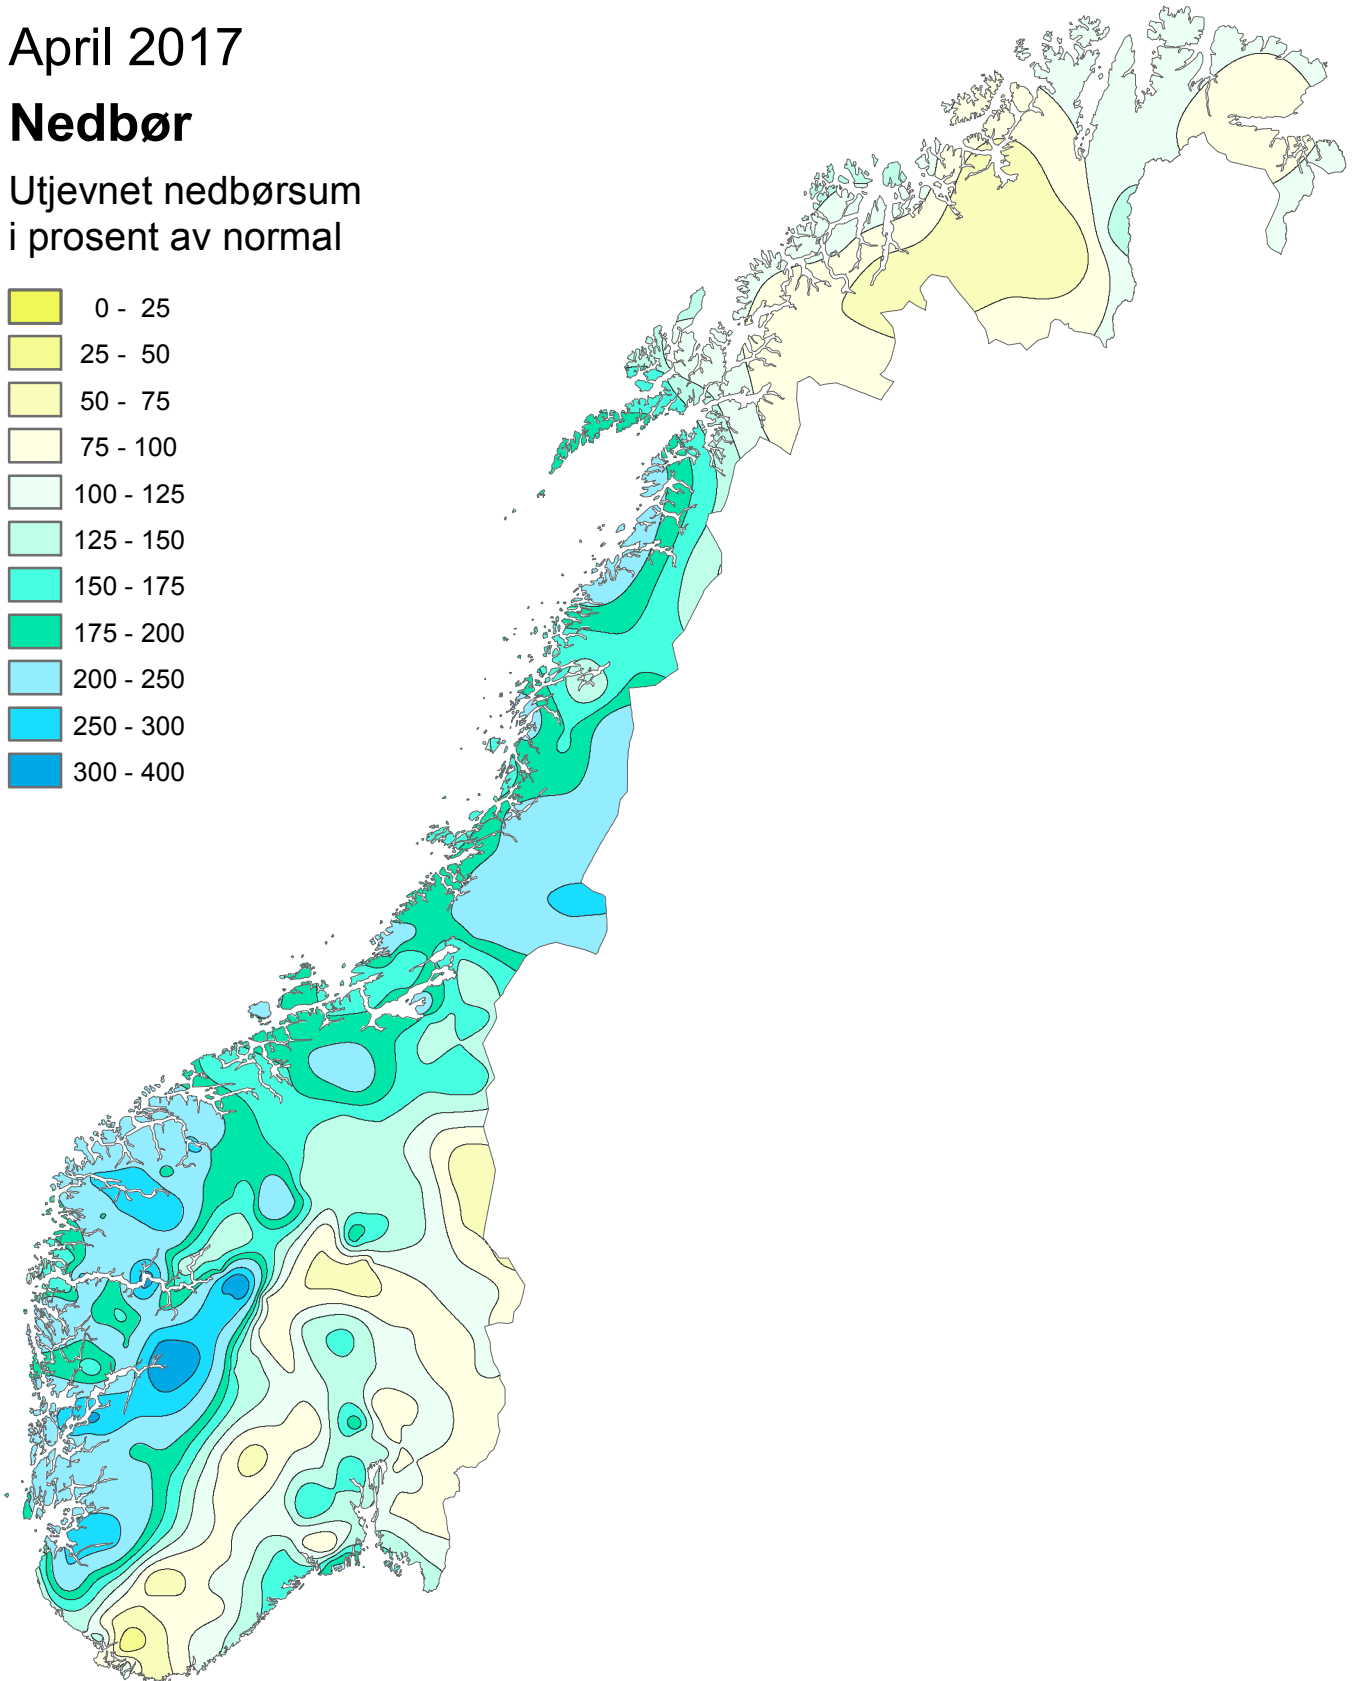 April 2017
Nedbør
Utjevnet nedbørsum
i prosent av normal
0 - 25
25 - 50
50 - 75
75 - 100
100 - 125
125 - 150
150 - 175
175 - 200
200 - 250
250 - 300
300 - 400